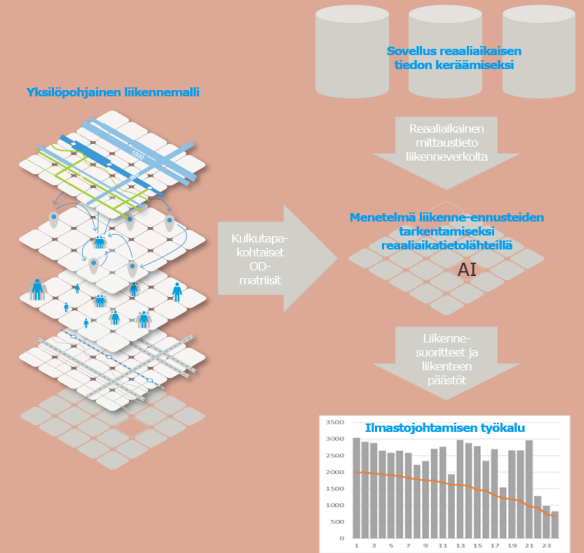 Sovellus reaaliaikaisen
tiedon keräämiseksi
Yksilöpohjainen liikennemalli
1000
Reaaliaikainen
mittaustieto
liikenneverkolta
Menetelmä liikenne-ennusteiden
tarkentamiseksi
reaaliaikatietolähteillä
AI
Kulkutapa-
kohtaiset
OD-
matriisit
Liikenne-
suoritteet ja
liikenteen
päästöt
Ilmastojohtamisen työkalu
3500
3000
2500
2000
1500
1000
500
0
1 3 5 7 9 11 13 15 17 19 21 23